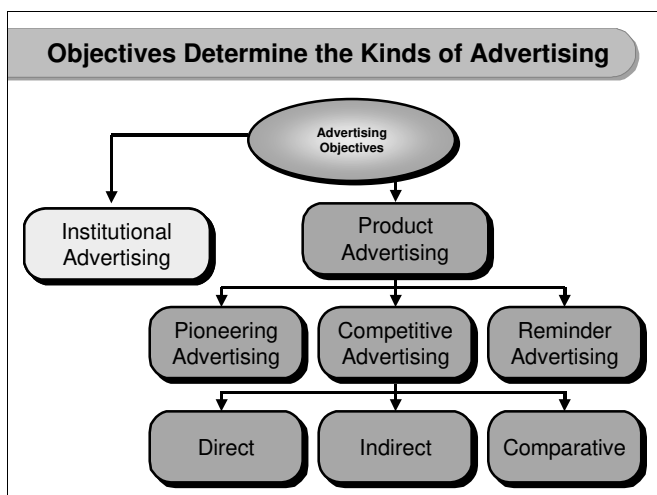 Objectives Determine the Kinds of Advertising
Advertising
Objectives
Institutional
Advertising
Product
Advertising
Pioneering
Advertising
Competitive
Advertising
Reminder
Advertising
Direct
Indirect
Comparative